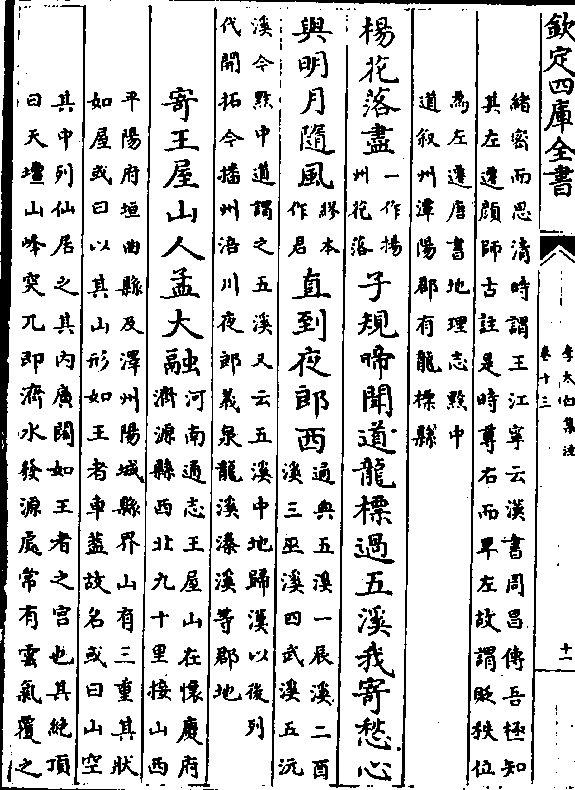 欽定四庫全書
李太白集注
卷十三
十一
緒密而思清時謂王江寧云漢書周昌傳吾極知
其左遷顔師古註是時尊右而卑左故謂貶秩位
為左遷唐書地理志黔中
道叙州潭陽郡有龍標縣
楊花落盡一作揚州花落子規啼聞道龍標過五溪我寄愁心
與明月隨風繆本作君直到夜郎西通典五溪一辰溪二酉溪三巫溪四武溪五沅
溪今黔中道謂之五溪又云五溪中地歸漢以後列
代開拓今播州涪川夜郎義泉龍溪溱溪等郡地
寄王屋山人孟大融河南通志王屋山在懷慶府濟源縣西北九十里接山西
平陽府垣曲縣及澤州陽城縣界山有三重其狀
如屋或曰以其山形如王者車蓋故名或曰山空
其中列仙居之其内廣闊如王者之宮也其絶頂
曰天壇山峰突兀即濟水發源處常有雲氣覆之